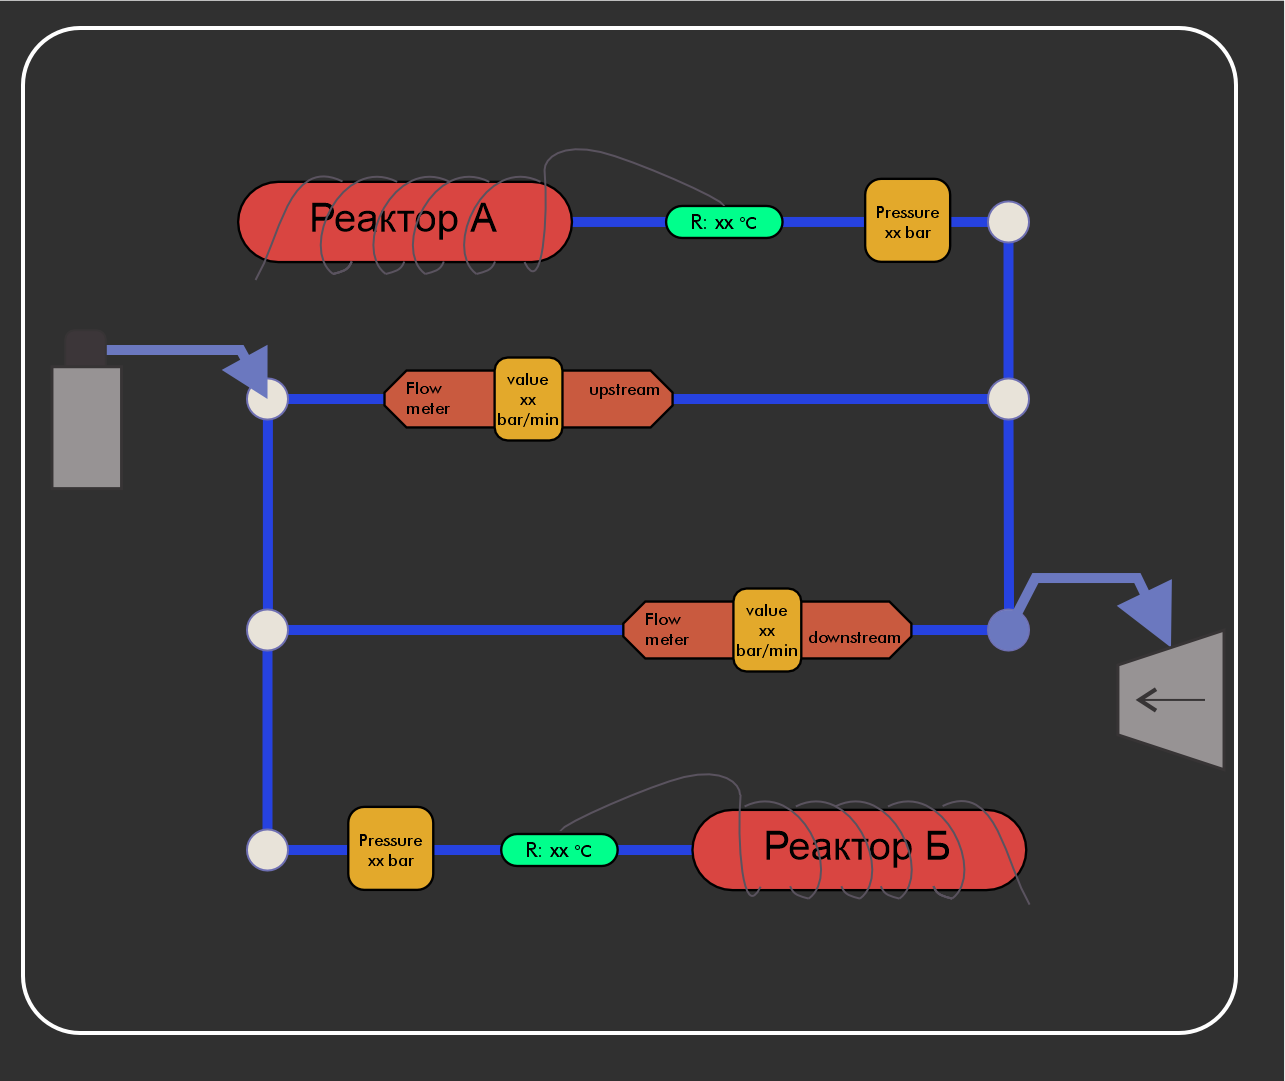 Реактор А
R: xx °C
Pressure
xx bar
Flow
meter
value
xx
bar/min
upstream
Flow
meter
value
xx
bar/min
downstream
Pressure
xx bar
R: xx °C
Реактор Б